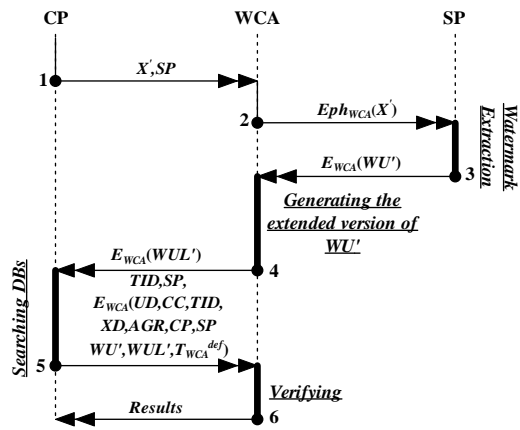 CP WCA SP
1 X',SP
2 Eph_WCA(X')
Watermark
Extraction
E_WCA(WU') 3
Generating the
extended version of
WU'
E_WCA(WUL') 4
TID,SP,
E_WCA(UD,CC,TID,
XD,AGR,CP,SP
WU',WUL',T_WCA^def)
Searching DBs
5
Verifying
Results 6